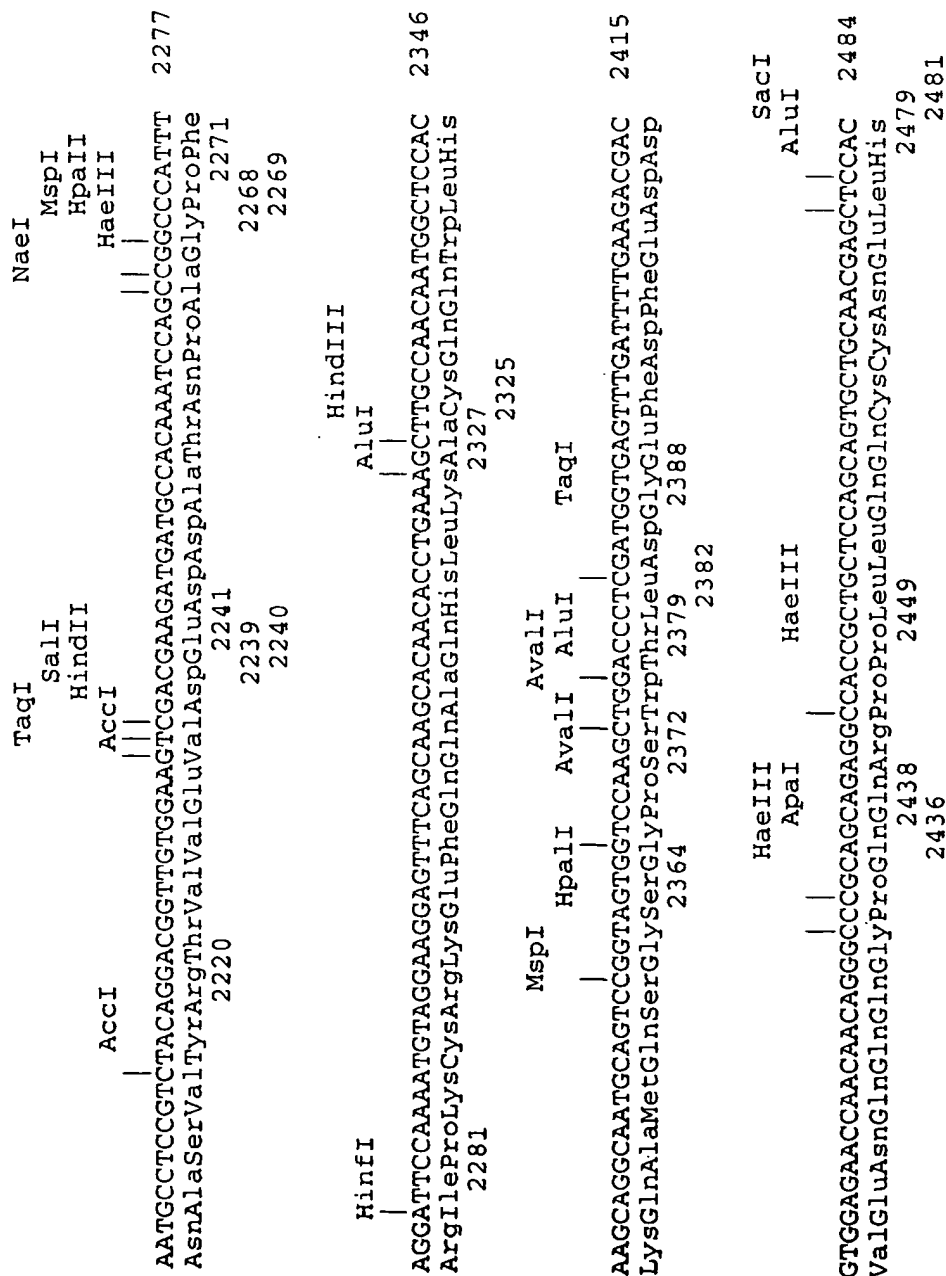 NaeI
TaqI MspI
SalI HpaII
HindII HaeIII
AccI AccI
AATGCCTCCGTCTACAGGACGGTTGTGGAAGTCGACGAAGATGATGCCACAAATCCAGCCGGCCCATTT 2277
AsnAlaSerValTyrArgThrValValGluValAspGluAspAspAlaThrAsnProAlaGlyProPhe
2220 2241 2271
2239 2268
2240 2269
HindIII
HinfI AluI
AGGATTCCAAAATGTAGGAAGGAGTTTCAGCAAGCACAACACCTGAAAGCTTGCCAACAATGGCTCCAC 2346
ArgIleProLysCysArgLysGluPheGlnGlnAlaGlnHisLeuLysAlaCysGlnGlnTrpLeuHis
2281 2327
2325
MspI AvaII
HpaII AvaII AluI TaqI
AAGCAGGCAATGCAGTCCGGTAGTGGTCCAAGCTGGACCCTCGATGGTGAGTTTGATTTTGAAGACGAC 2415
LysGlnAlaMetGlnSerGlySerGlyProSerTrpThrLeuAspGlyGluPheAspPheGluAspAsp
2364 2372 2379 2388
2382
HaeIII SacI
ApaI HaeIII AluI
GTGGAGAACCAACAACAGGGCCCGCAGCAGAGGCCACCGCTGCTCCAGCAGTGCTGCAACGAGCTCCAC 2484
ValGluAsnGlnGlnGlnGlyProGlnGlnArgProProLeuLeuGlnGlnCysCysAsnGluLeuHis
2438 2449 2479
2436 2481